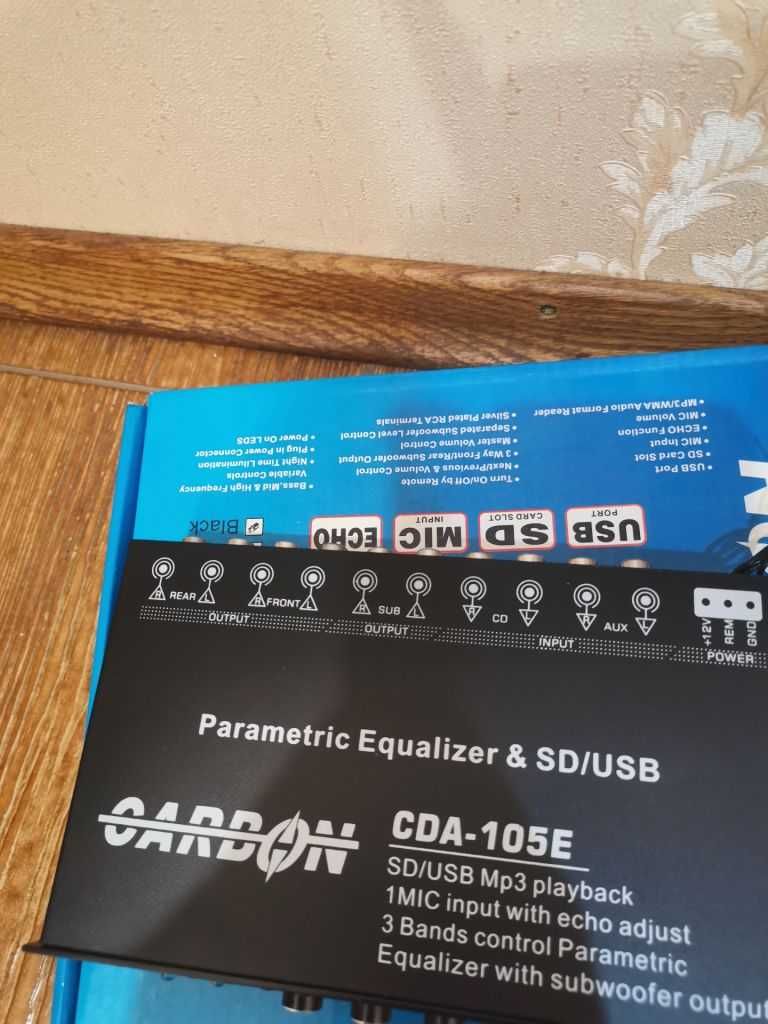 • Bass,Mid & High Frequency
Variable Controls
• Night Time Lillumination
• Plug In Power Connector
• Power On LEDS
• Turn On/Off by Remote
• Next/Previous & Volume Control
• 3 Way Front/Rear Subwoofer Output
• Master Volume Control
• Separated Subwoofer Level Control
• Silver Plated RCA Terminals
• USB Port
• SD Card Slot
• MIC Input
• ECHO Function
• MIC Volume
• MP3/WMA Audio Format Reader
Black
ECHO
MIC
INPUT
SD
CARD SLOT
USB
PORT
R REAR L R FRONT L R SUB L R CD L R AUX L
OUTPUT OUTPUT INPUT
+12V REM GND
POWER
Parametric Equalizer & SD/USB
CARBON
CDA-105E
SD/USB Mp3 playback
1MIC input with echo adjust
3 Bands control Parametric
Equalizer with subwoofer output